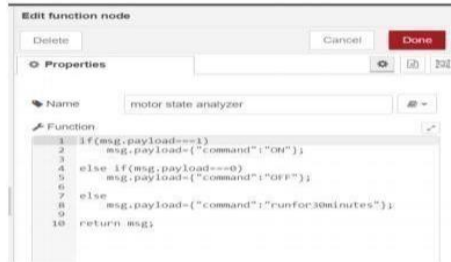 Edit function node
Delete
Cancel
Done
Properties
Name
motor state analyzer
Function
1 if(msg.payload===1)
2 msg.payload={"command":"ON"};
3
4 else if(msg.payload===0)
5 msg.payload={"command":"OFF"};
6
7 else
8 msg.payload={"command":"runfor30minutes"};
9
10 return msg;